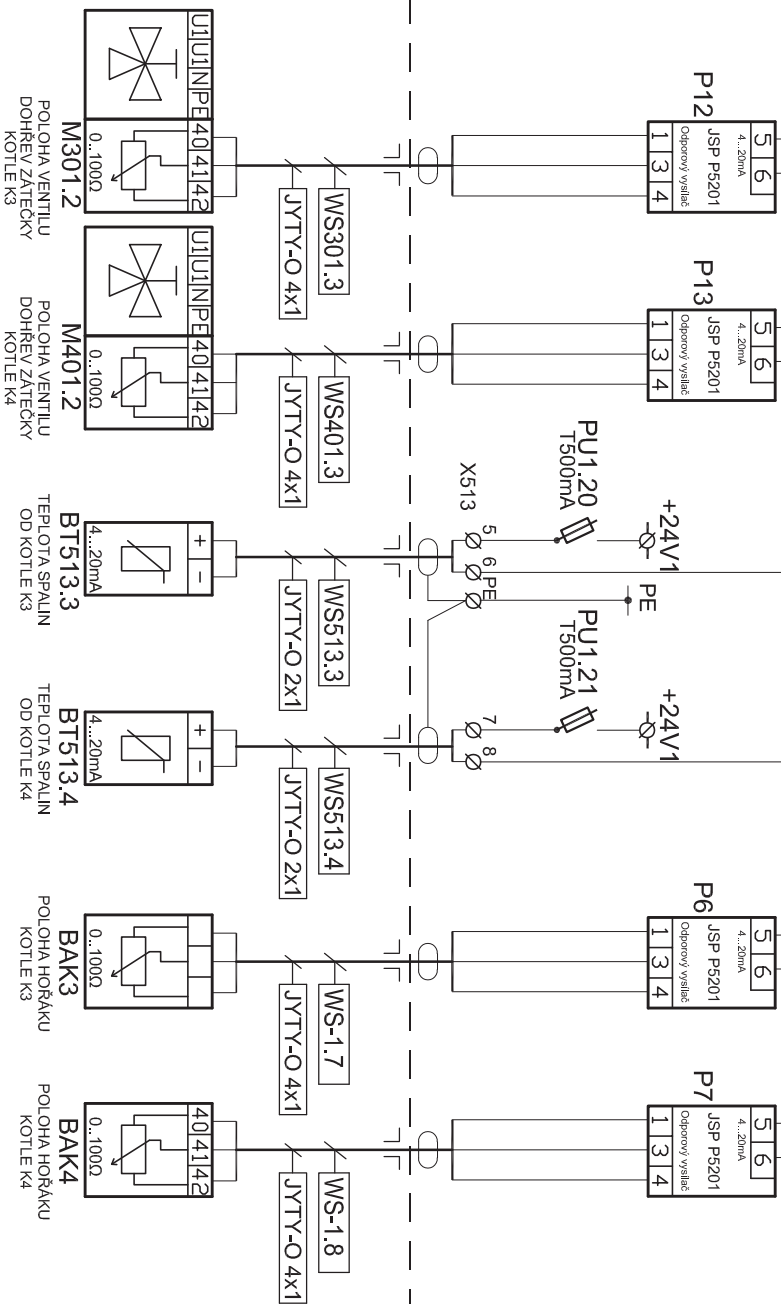 P12
5 6
4...20mA
JSP P5201
Odporový vysílač
1 3 4
P13
5 6
4...20mA
JSP P5201
Odporový vysílač
1 3 4
+24V1
PU1.20
T500mA
X513
5
6
PE
PE
+24V1
PU1.21
T500mA
7
8
P6
5 6
4...20mA
JSP P5201
Odporový vysílač
1 3 4
P7
5 6
4...20mA
JSP P5201
Odporový vysílač
1 3 4
WS301.3
JYTY-O 4x1
WS401.3
JYTY-O 4x1
WS513.3
JYTY-O 2x1
WS513.4
JYTY-O 2x1
WS-1.7
JYTY-O 4x1
WS-1.8
JYTY-O 4x1
U1 U1 N PE 40 41 42
0..100Ω
M301.2
POLOHA VENTILU
DOHŘEV ZÁTEČKY
KOTLE K3
U1 U1 N PE 40 41 42
0..100Ω
M401.2
POLOHA VENTILU
DOHŘEV ZÁTEČKY
KOTLE K4
+ -
4...20mA
BT513.3
TEPLOTA SPALIN
OD KOTLE K3
+ -
4...20mA
BT513.4
TEPLOTA SPALIN
OD KOTLE K4
0..100Ω
BAK3
POLOHA HOŘÁKU
KOTLE K3
40 41 42
0..100Ω
BAK4
POLOHA HOŘÁKU
KOTLE K4